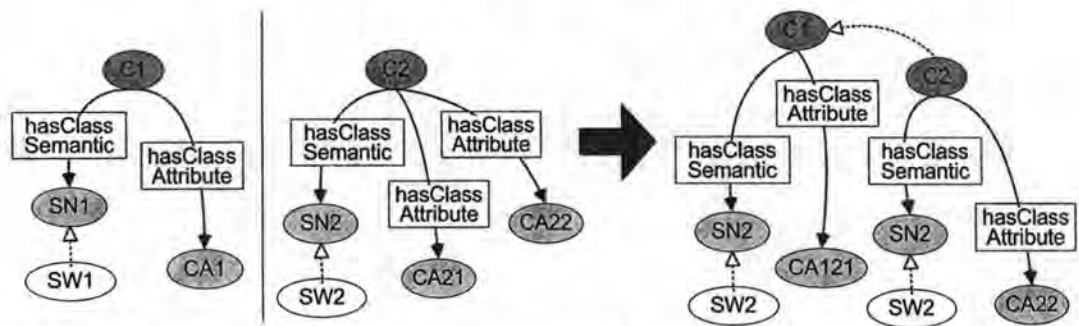 C1
hasClass
Semantic
hasClass
Attribute
SN1
CA1
SW1
C2
hasClass
Semantic
hasClass
Attribute
hasClass
Attribute
SN2
CA22
CA21
SW2
C1
C2
hasClass
Attribute
hasClass
Semantic
hasClass
Semantic
hasClass
Attribute
SN2
CA121
SN2
SW2
SW2
CA22